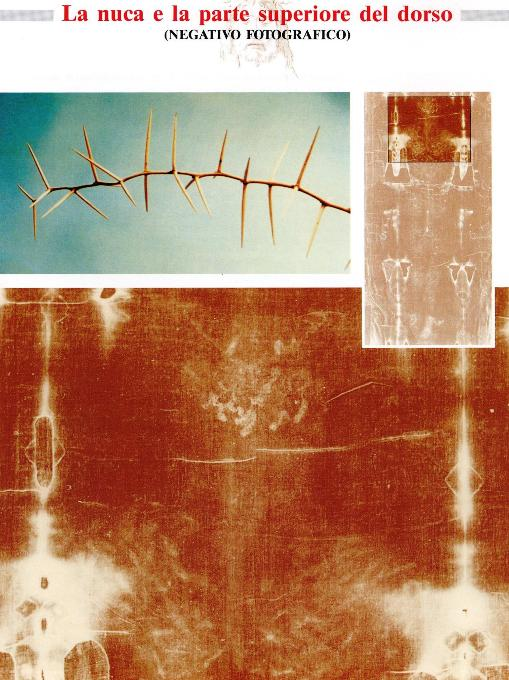 La nuca e la parte superiore del dorso
(NEGATIVO FOTOGRAFICO)